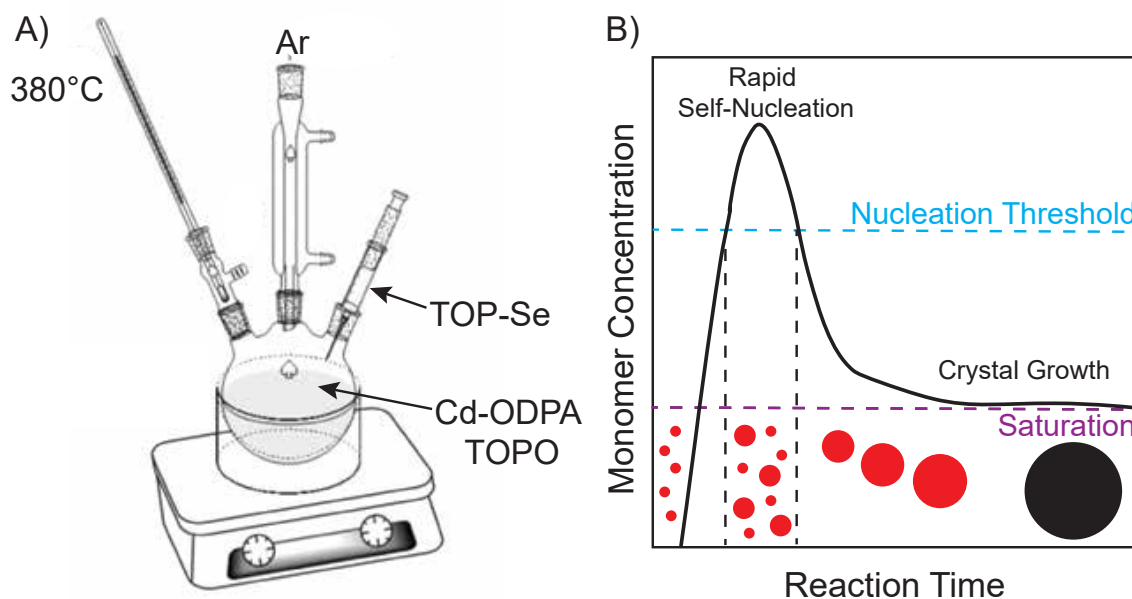 A)
Ar
380°C
TOP-Se
Cd-ODPA
TOPO
B)
Rapid
Self-Nucleation
Nucleation Threshold
Crystal Growth
Saturation
Monomer Concentration
Reaction Time